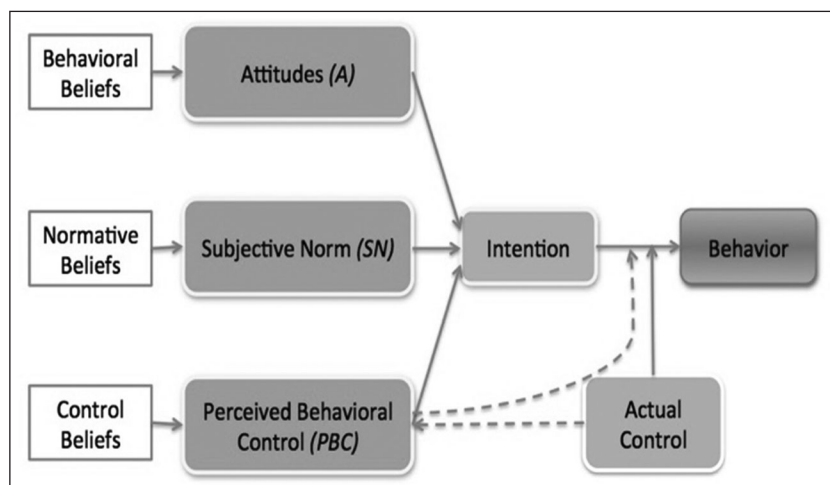 Behavioral
Beliefs
Attitudes (A)
Normative
Beliefs
Subjective Norm (SN)
Intention
Behavior
Control
Beliefs
Perceived Behavioral
Control (PBC)
Actual
Control